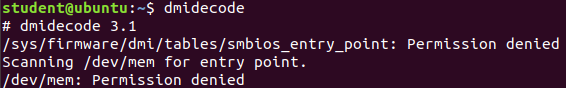 student@ubuntu:~$ dmidecode
# dmidecode 3.1
/sys/firmware/dmi/tables/smbios_entry_point: Permission denied
Scanning /dev/mem for entry point.
/dev/mem: Permission denied